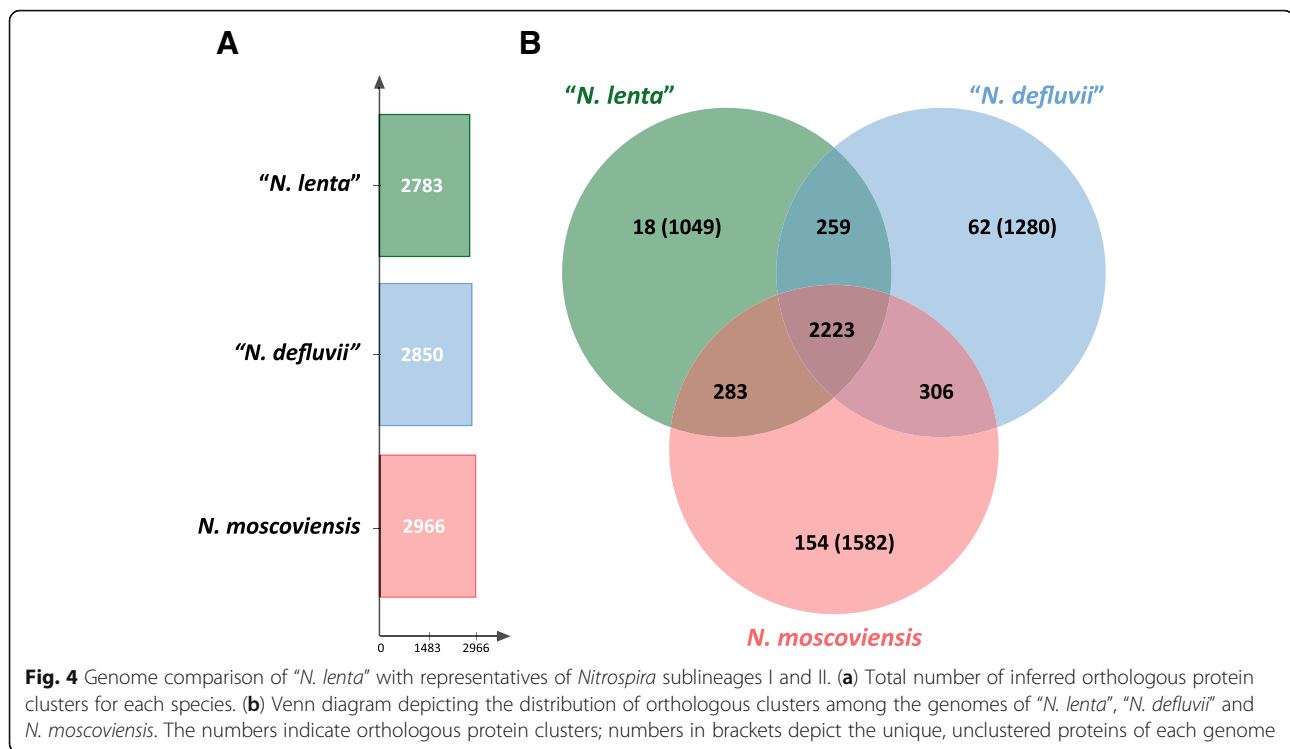 A
B
“N. lenta”
2783
“N. defluvii”
2850
N. moscoviensis
2966
0 1483 2966
“N. lenta”
“N. defluvii”
18 (1049)
259
62 (1280)
2223
283
306
154 (1582)
N. moscoviensis
Fig. 4 Genome comparison of “N. lenta” with representatives of Nitrospira sublineages I and II. (a) Total number of inferred orthologous protein
clusters for each species. (b) Venn diagram depicting the distribution of orthologous clusters among the genomes of “N. lenta”, “N. defluvii” and
N. moscoviensis. The numbers indicate orthologous protein clusters; numbers in brackets depict the unique, unclustered proteins of each genome